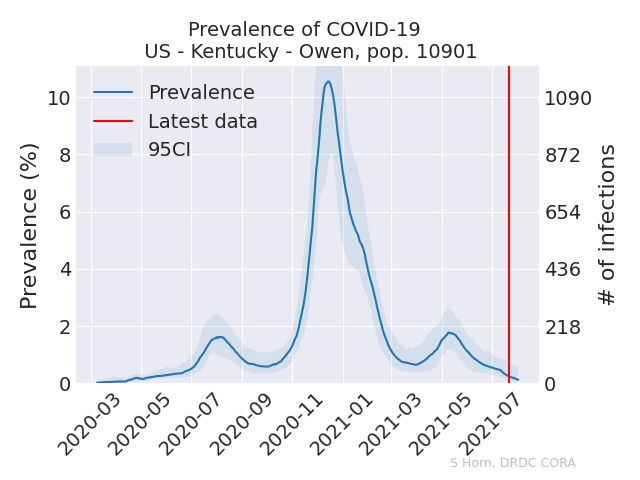 Prevalence of COVID-19
US - Kentucky - Owen, pop. 10901
Prevalence
Latest data
95CI
Prevalence (%)
10
8
6
4
2
0
# of infections
1090
872
654
436
218
0
2020-03
2020-05
2020-07
2020-09
2020-11
2021-01
2021-03
2021-05
2021-07
S Horn, DRDC CORA